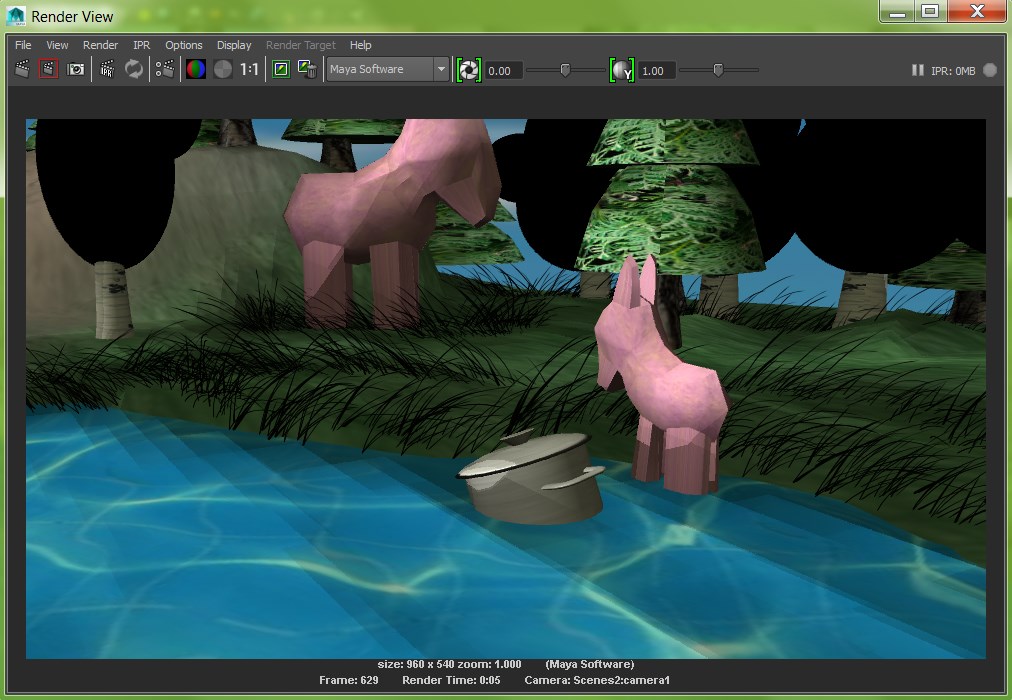 Render View
File View Render IPR Options Display Render Target Help
IPR 1:1 Maya Software 0.00 Y 1.00 IPR: 0MB
size: 960 x 540 zoom: 1.000 (Maya Software)
Frame: 629 Render Time: 0:05 Camera: Scenes2:camera1